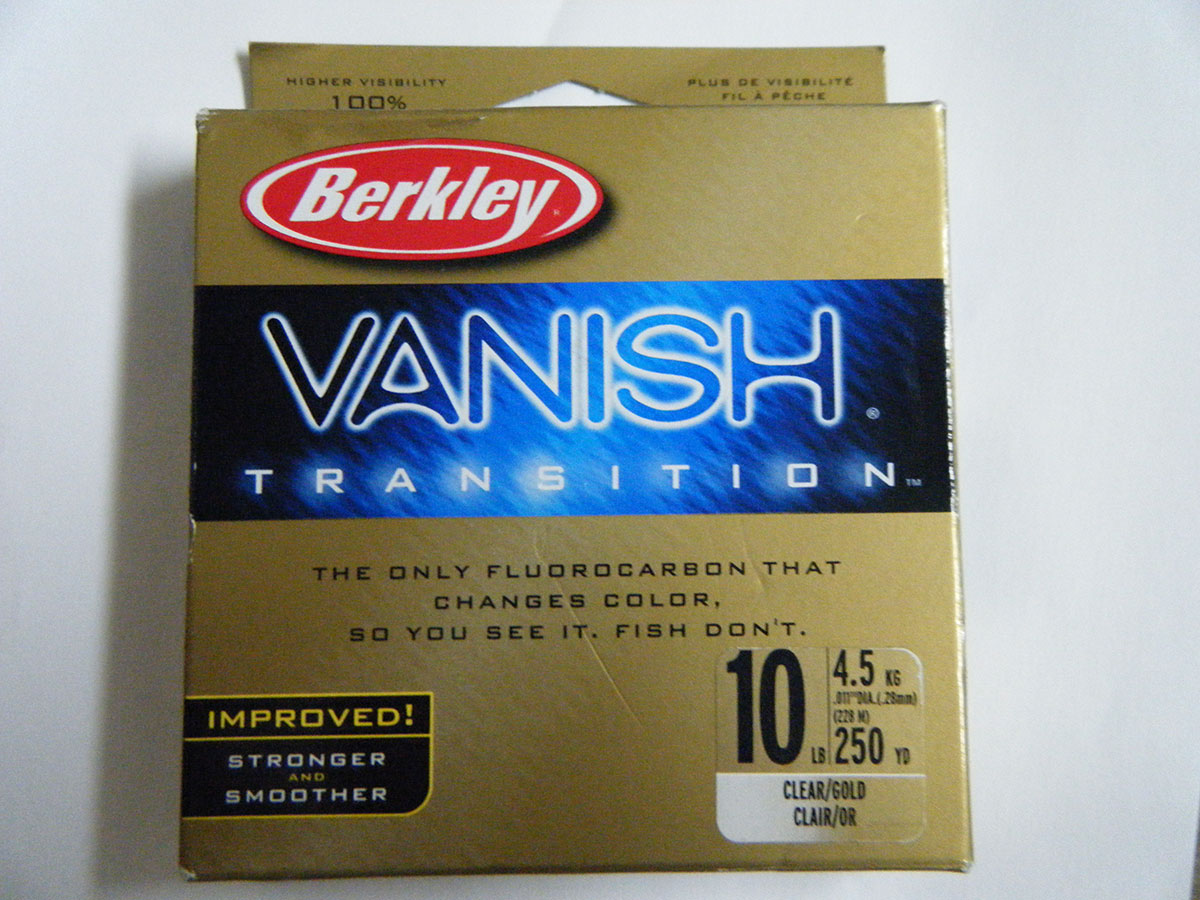 HIGHER VISIBILITY
100%
PLUS DE VISIBILITÉ
FIL À PÊCHE
Berkley
VANISH®
TRANSITION™
THE ONLY FLUOROCARBON THAT
CHANGES COLOR,
SO YOU SEE IT. FISH DON'T.
IMPROVED!
STRONGER
AND
SMOOTHER
10 LB
4.5 KG
.011"DIA.(.28mm)
(228 M)
250 YD
CLEAR/GOLD
CLAIR/OR